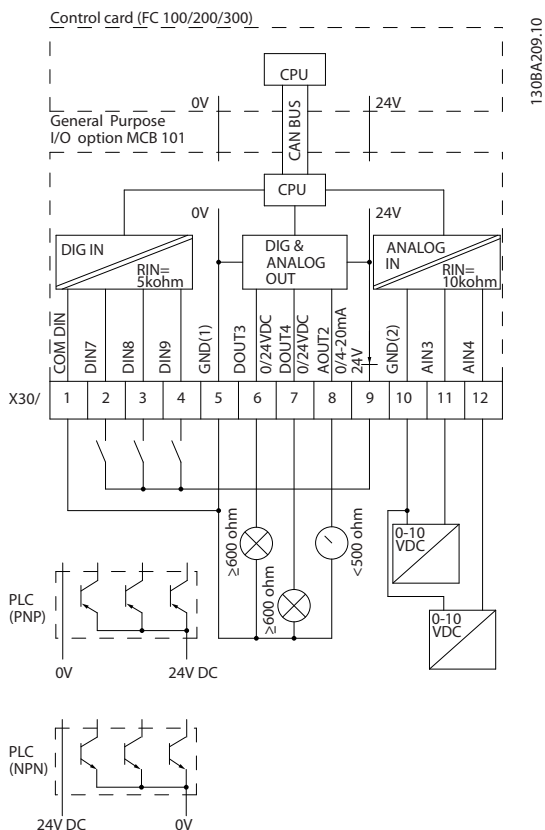 Control card (FC 100/200/300)
130BA209.10
CPU
0V
24V
General Purpose
I/O option MCB 101
CAN BUS
CPU
0V
24V
DIG IN
RIN=
5kohm
DIG &
ANALOG
OUT
ANALOG
IN
RIN=
10kohm
COM DIN
DIN7
DIN8
DIN9
GND(1)
DOUT3
0/24VDC
DOUT4
0/24VDC
AOUT2
0/4-20mA
24V
GND(2)
AIN3
AIN4
X30/
1
2
3
4
5
6
7
8
9
10
11
12
≥600 ohm
≥600 ohm
<500 ohm
0-10
VDC
0-10
VDC
PLC
(PNP)
0V
24V DC
PLC
(NPN)
24V DC
0V